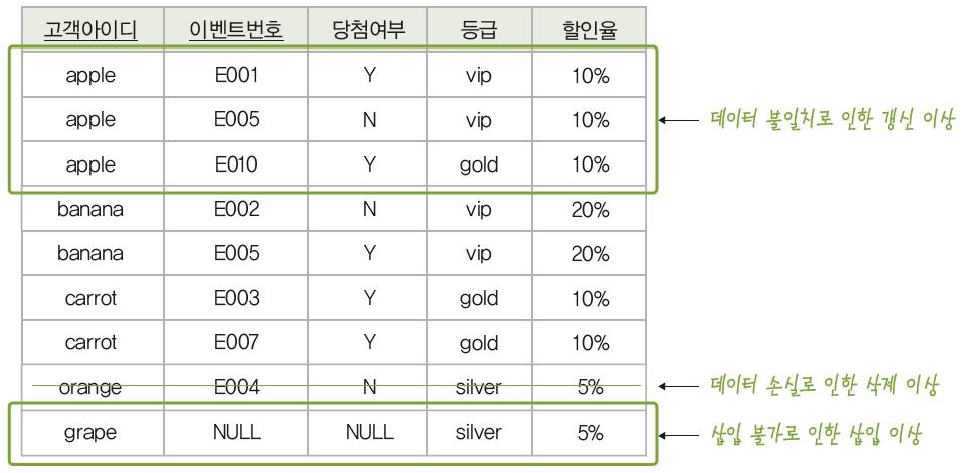 고객아이디 이벤트번호 당첨여부 등급 할인율
apple E001 Y vip 10%
apple E005 N vip 10%
데이터 불일치로 인한 갱신 이상
apple E010 Y gold 10%
banana E002 N vip 20%
banana E005 Y vip 20%
carrot E003 Y gold 10%
carrot E007 Y gold 10%
orange E004 N silver 5%
데이터 손실로 인한 삭제 이상
grape NULL NULL silver 5%
삽입 불가로 인한 삽입 이상